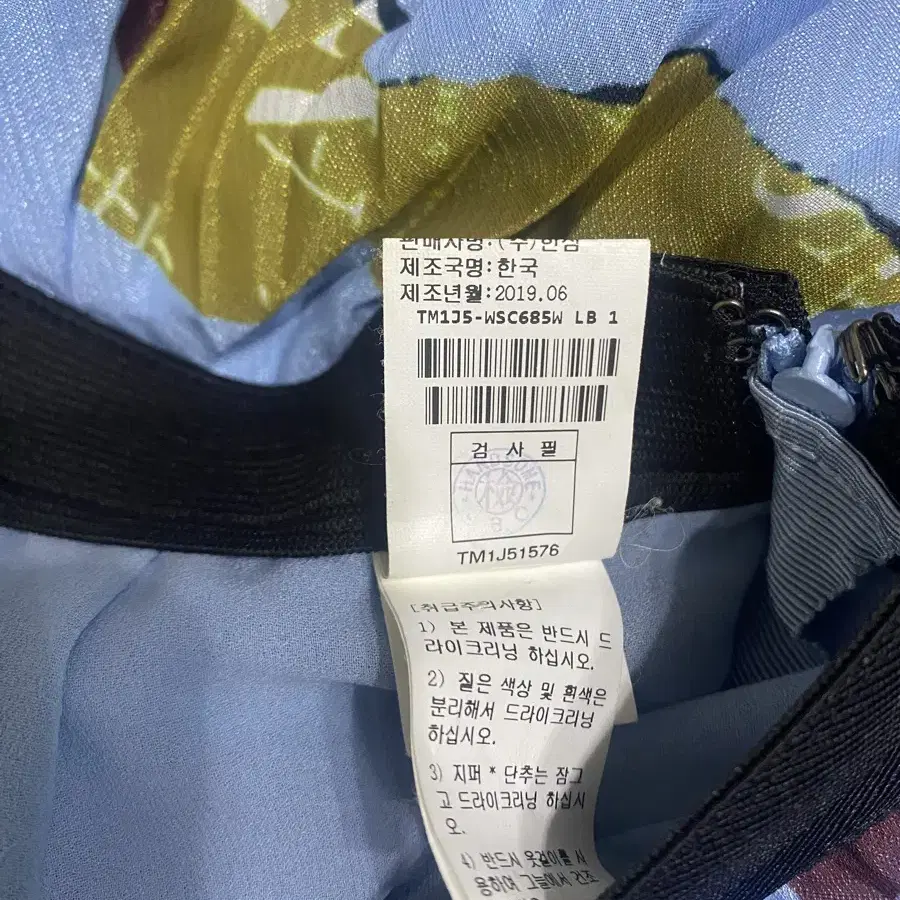 판매자명:(주)한섬
제조국명:한국
제조년월:2019.06
TM1J5-WSC685W LB 1
검 사 필
HANDSOME
TM1J51576
[취급주의사항]
1) 본 제품은 반드시 드
라이크리닝 하십시오.
2) 짙은 색상 및 흰색은
분리해서 드라이크리닝
하십시오.
3) 지퍼 * 단추는 잠그
고 드라이크리닝 하십시
오.
4) 반드시 옷걸이를 사
용하여 그늘에서 건조